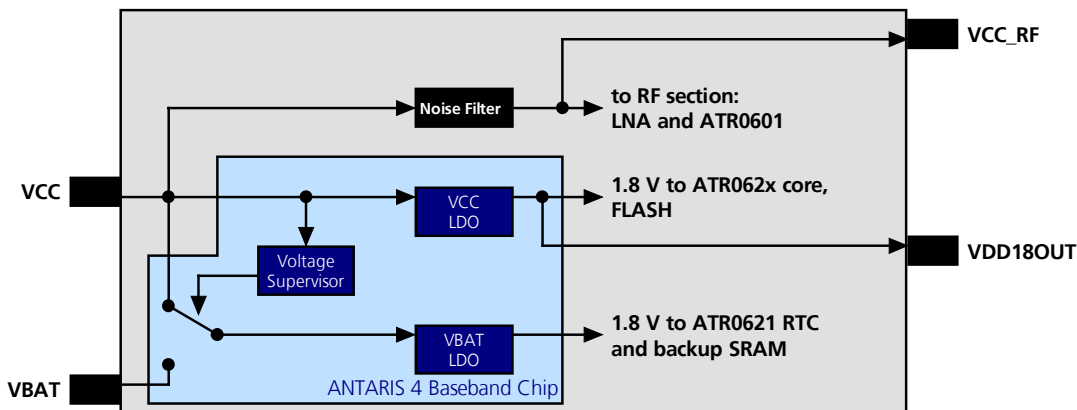 VCC_RF
Noise Filter
to RF section:
LNA and ATR0601
VCC
VCC
LDO
1.8 V to ATR062x core,
FLASH
VDD18OUT
Voltage
Supervisor
VBAT
LDO
1.8 V to ATR0621 RTC
and backup SRAM
VBAT
ANTARIS 4 Baseband Chip